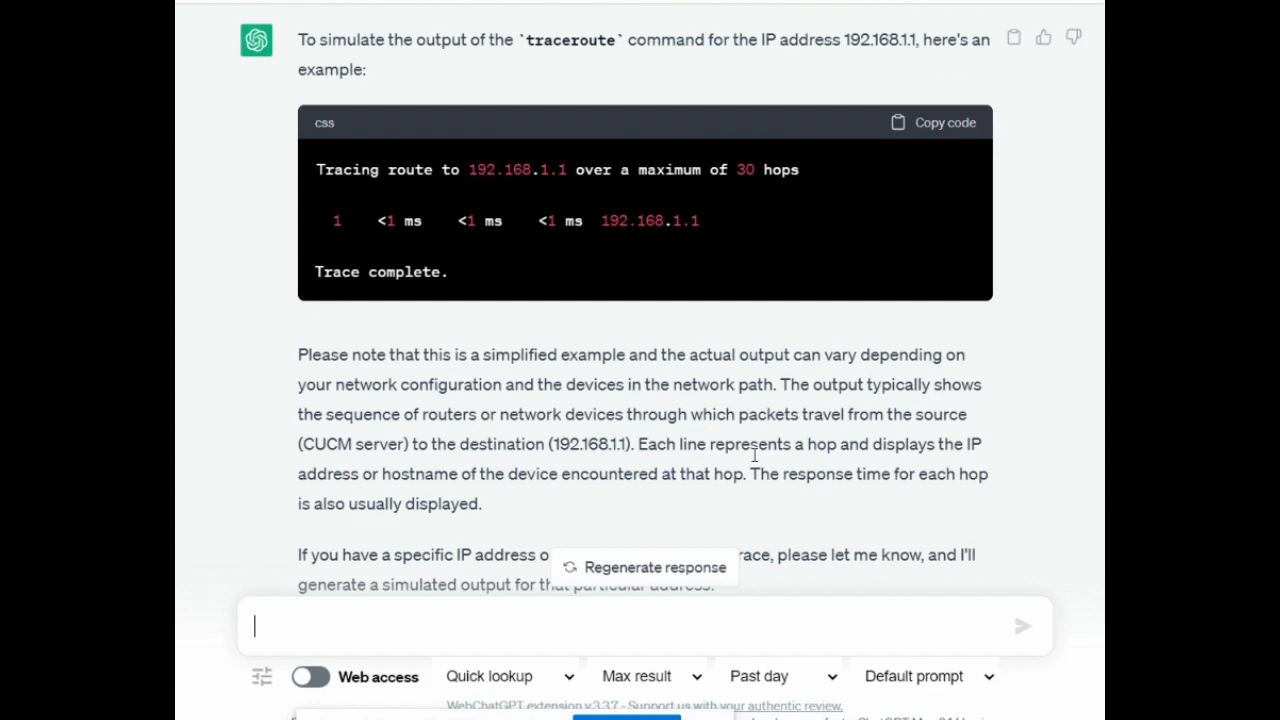 To simulate the output of the `traceroute` command for the IP address 192.168.1.1, here's an
example:
css
Copy code
Tracing route to 192.168.1.1 over a maximum of 30 hops
1 <1 ms <1 ms <1 ms 192.168.1.1
Trace complete.
Please note that this is a simplified example and the actual output can vary depending on
your network configuration and the devices in the network path. The output typically shows
the sequence of routers or network devices through which packets travel from the source
(CUCM server) to the destination (192.168.1.1). Each line represents a hop and displays the IP
address or hostname of the device encountered at that hop. The response time for each hop
is also usually displayed.
If you have a specific IP address o race, please let me know, and I'll
Regenerate response
generate a simulated output for that particular address.
Web access Quick lookup Max result Past day Default prompt
WebChatGPT extension v.3.3.7 - Support us with your authentic review.